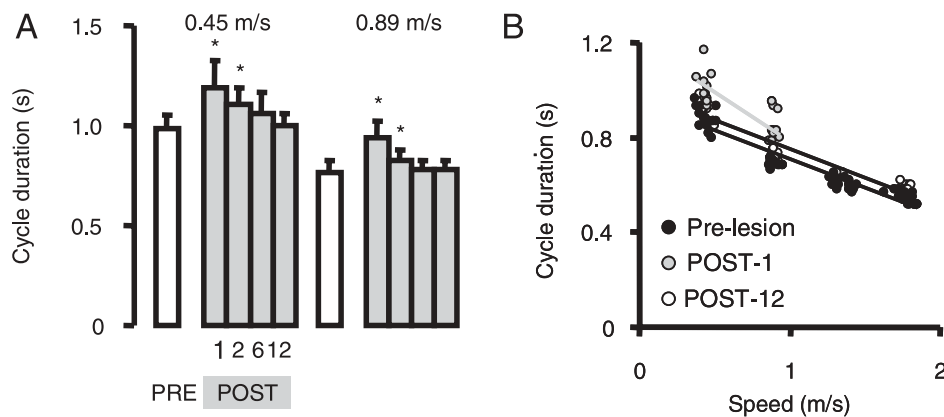 A
0.45 m/s
0.89 m/s
Cycle duration (s)
1.5
1.0
0.5
0
*
*
*
*
1 2 6 12
PRE POST
B
Cycle duration (s)
1.2
0.8
0.4
0
Pre-lesion
POST-1
POST-12
0 1 2
Speed (m/s)